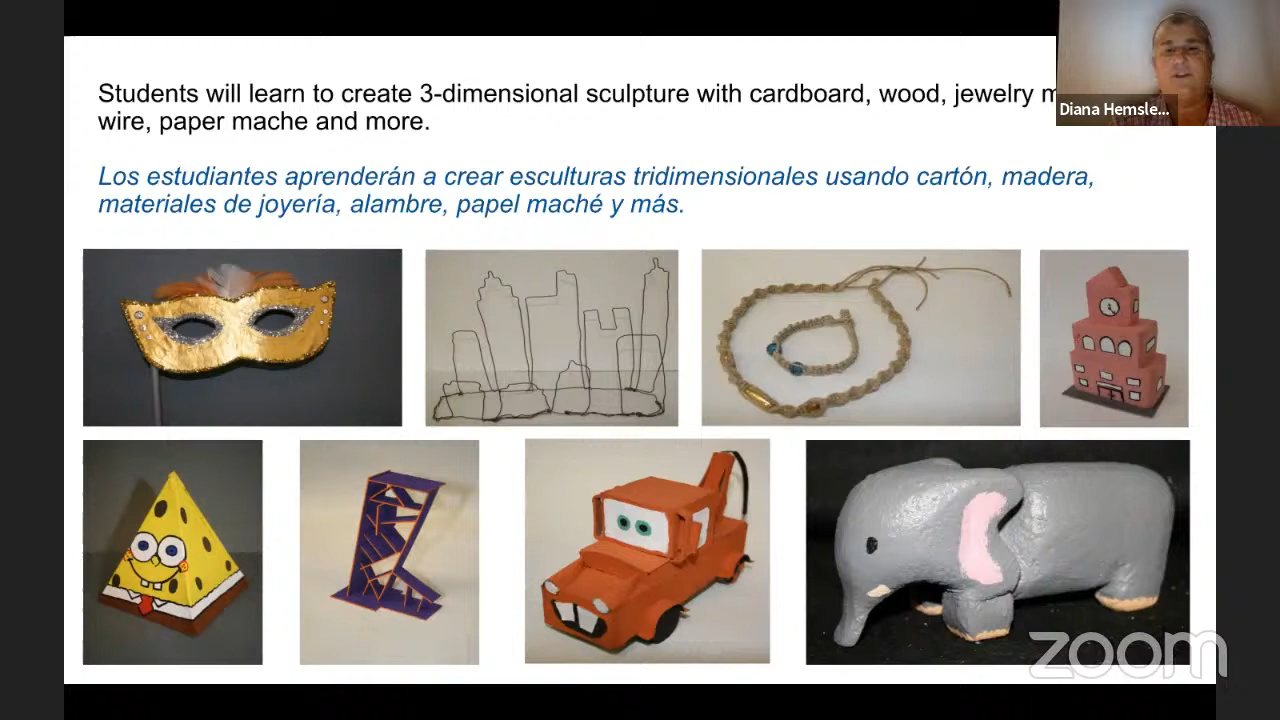 Students will learn to create 3-dimensional sculpture with cardboard, wood, jewelry
wire, paper mache and more.
Los estudiantes aprenderán a crear esculturas tridimensionales usando cartón, madera,
materiales de joyería, alambre, papel maché y más.
Diana Hemsle...
zoom